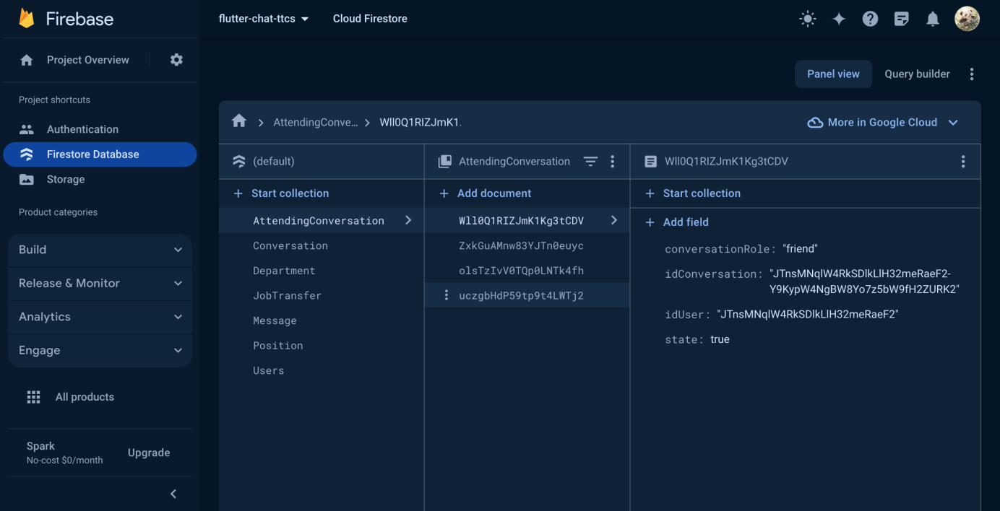 Firebase
flutter-chat-ttcs
Cloud Firestore
Project Overview
Project shortcuts
Authentication
Firestore Database
Storage
Product categories
Build
Release & Monitor
Analytics
Engage
All products
Spark
No-cost $0/month
Upgrade
Panel view
Query builder
AttendingConve...
Wll0Q1RIZJmK1.
More in Google Cloud
(default)
Start collection
AttendingConversation
Conversation
Department
JobTransfer
Message
Position
Users
AttendingConversation
Add document
Wll0Q1RIZJmK1Kg3tCDV
ZxkGuAMnw83YJTn0euyc
olsTzIvV0TQp0LNTk4fh
uczgbHdP59tp9t4LWTj2
Wll0Q1RIZJmK1Kg3tCDV
Start collection
Add field
conversationRole: "friend"
idConversation: "JTnsMNqlW4RkSDlkLlH32meRaeF2-
Y9KypW4NgBW8Yo7z5bW9fH2ZURK2"
idUser: "JTnsMNqlW4RkSDlkLlH32meRaeF2"
state: true